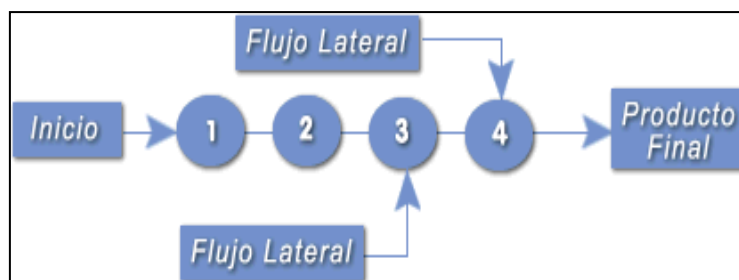 Flujo Lateral
Inicio
1
2
3
4
Producto
Final
Flujo Lateral